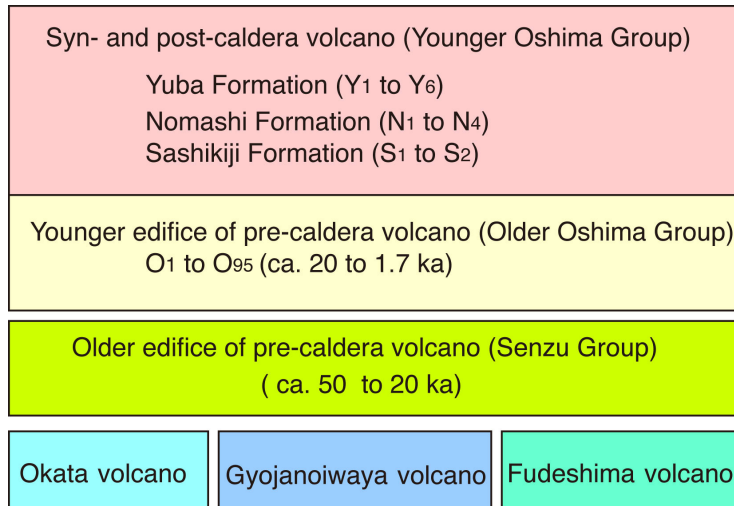 Syn- and post-caldera volcano (Younger Oshima Group)
Yuba Formation (Y1 to Y6)
Nomashi Formation (N1 to N4)
Sashikiji Formation (S1 to S2)
Younger edifice of pre-caldera volcano (Older Oshima Group)
O1 to O95 (ca. 20 to 1.7 ka)
Older edifice of pre-caldera volcano (Senzu Group)
( ca. 50 to 20 ka)
Okata volcano
Gyojanoiwaya volcano
Fudeshima volcano